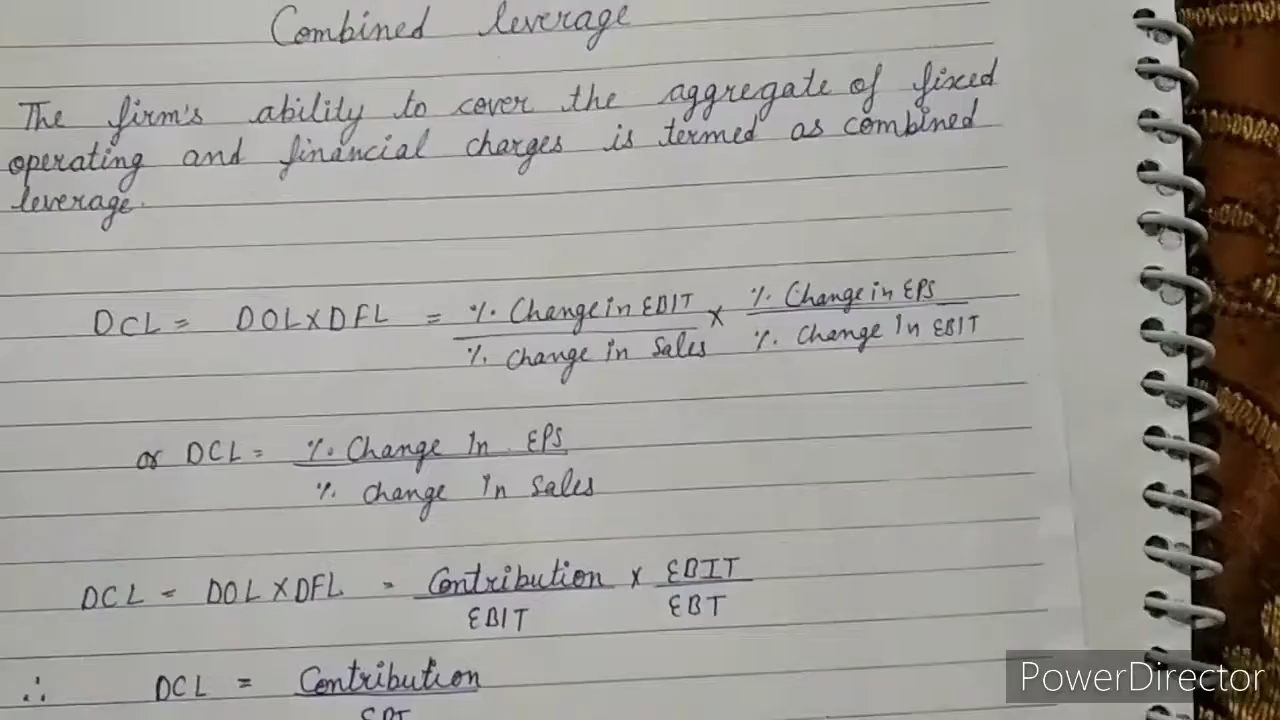 Combined leverage
The firm's ability to cover the aggregate of fixed
operating and financial charges is termed as combined
leverage.
DCL = DOL X DFL = % Change in EBIT / % Change in Sales X % Change in EPS / % Change In EBIT
or DCL = % Change In EPS / % Change In Sales
DCL = DOL X DFL = Contribution / EBIT X EBIT / EBT
∴ DCL = Contribution
PowerDirector